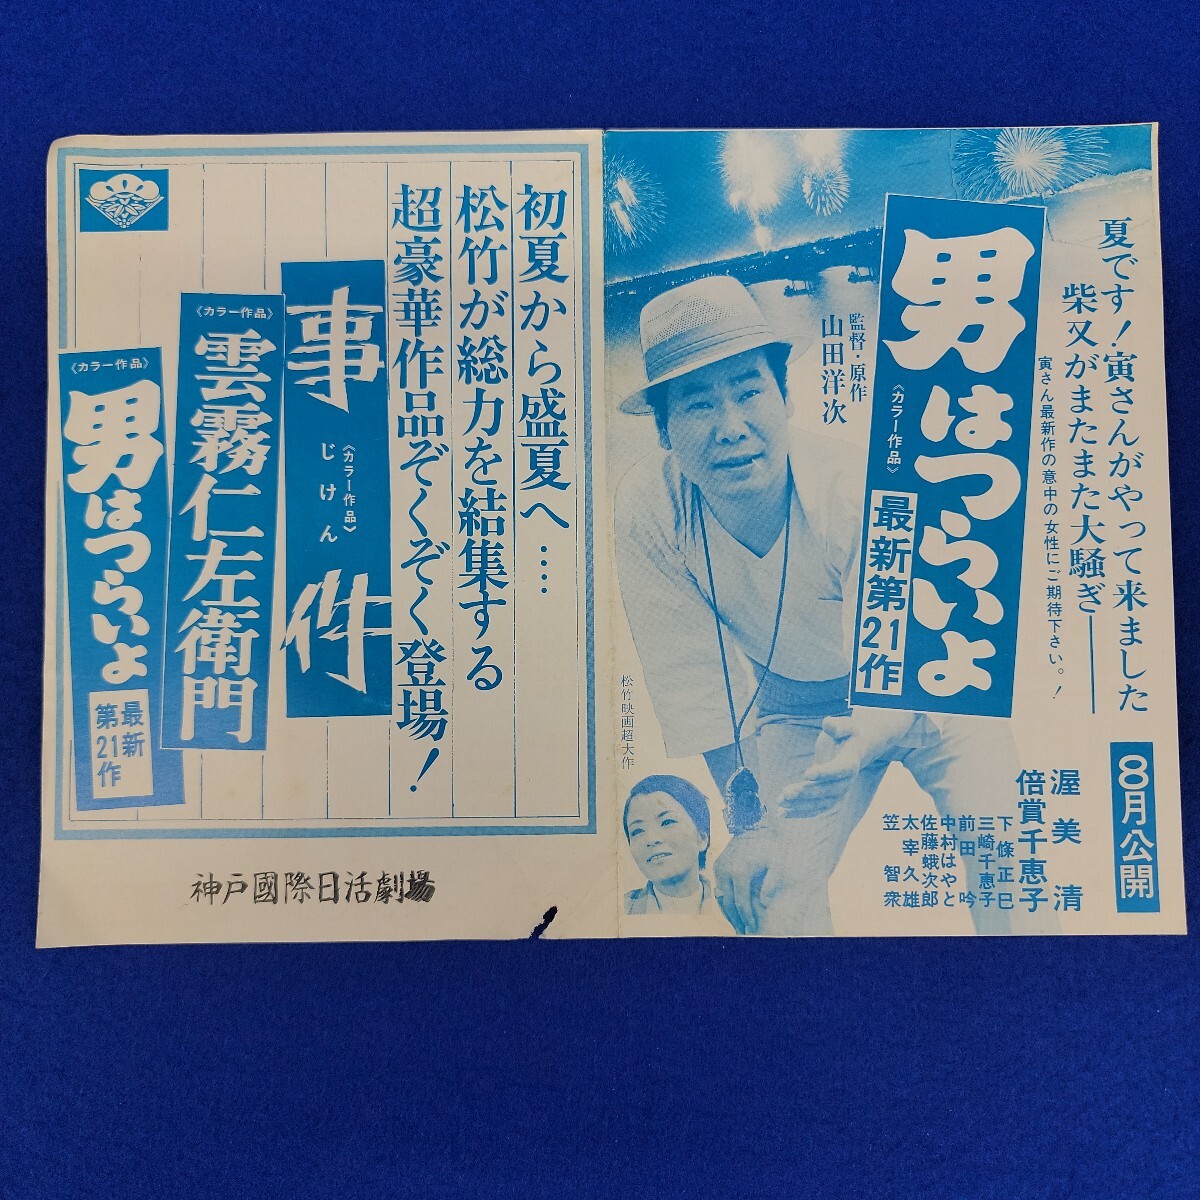 夏です！寅さんがやって来ました
柴又がまたまた大騒ぎ――
寅さん最新作の意中の女性にご期待下さい。！
男はつらいよ
《カラー作品》
最新第21作
監督・原作
山田洋次
松竹映画超大作
8月公開
渥美清
倍賞千恵子
下條正巳
三崎千恵子
前田吟
中村はやと
佐藤蛾次郎
太宰久雄
笠智衆
初夏から盛夏へ‥‥
松竹が総力を結集する
超豪華作品ぞくぞく登場！
事件
じけん
《カラー作品》
《カラー作品》
雲霧仁左衛門
《カラー作品》
男はつらいよ
最新
第21作
神戸國際日活劇場